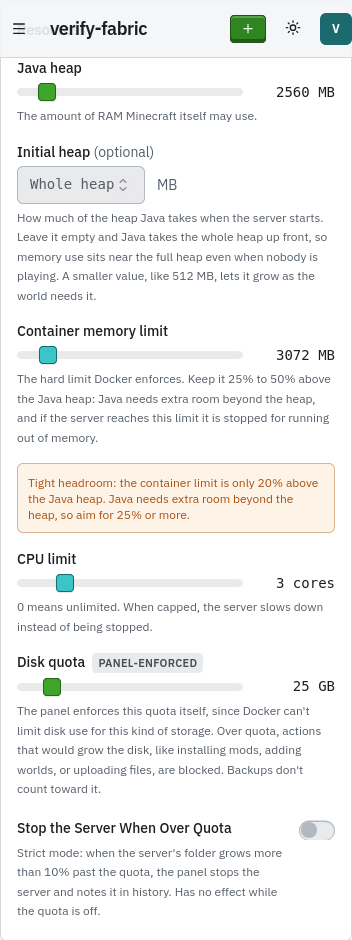 verify-fabric
+
V
Java heap
2560 MB
The amount of RAM Minecraft itself may use.
Initial heap (optional)
Whole heap MB
How much of the heap Java takes when the server starts.
Leave it empty and Java takes the whole heap up front, so
memory use sits near the full heap even when nobody is
playing. A smaller value, like 512 MB, lets it grow as the
world needs it.
Container memory limit
3072 MB
The hard limit Docker enforces. Keep it 25% to 50% above
the Java heap: Java needs extra room beyond the heap,
and if the server reaches this limit it is stopped for running
out of memory.
Tight headroom: the container limit is only 20% above
the Java heap. Java needs extra room beyond the
heap, so aim for 25% or more.
CPU limit
3 cores
0 means unlimited. When capped, the server slows down
instead of being stopped.
Disk quota PANEL-ENFORCED
25 GB
The panel enforces this quota itself, since Docker can't
limit disk use for this kind of storage. Over quota, actions
that would grow the disk, like installing mods, adding
worlds, or uploading files, are blocked. Backups don't
count toward it.
Stop the Server When Over Quota
Strict mode: when the server's folder grows more
than 10% past the quota, the panel stops the
server and notes it in history. Has no effect while
the quota is off.